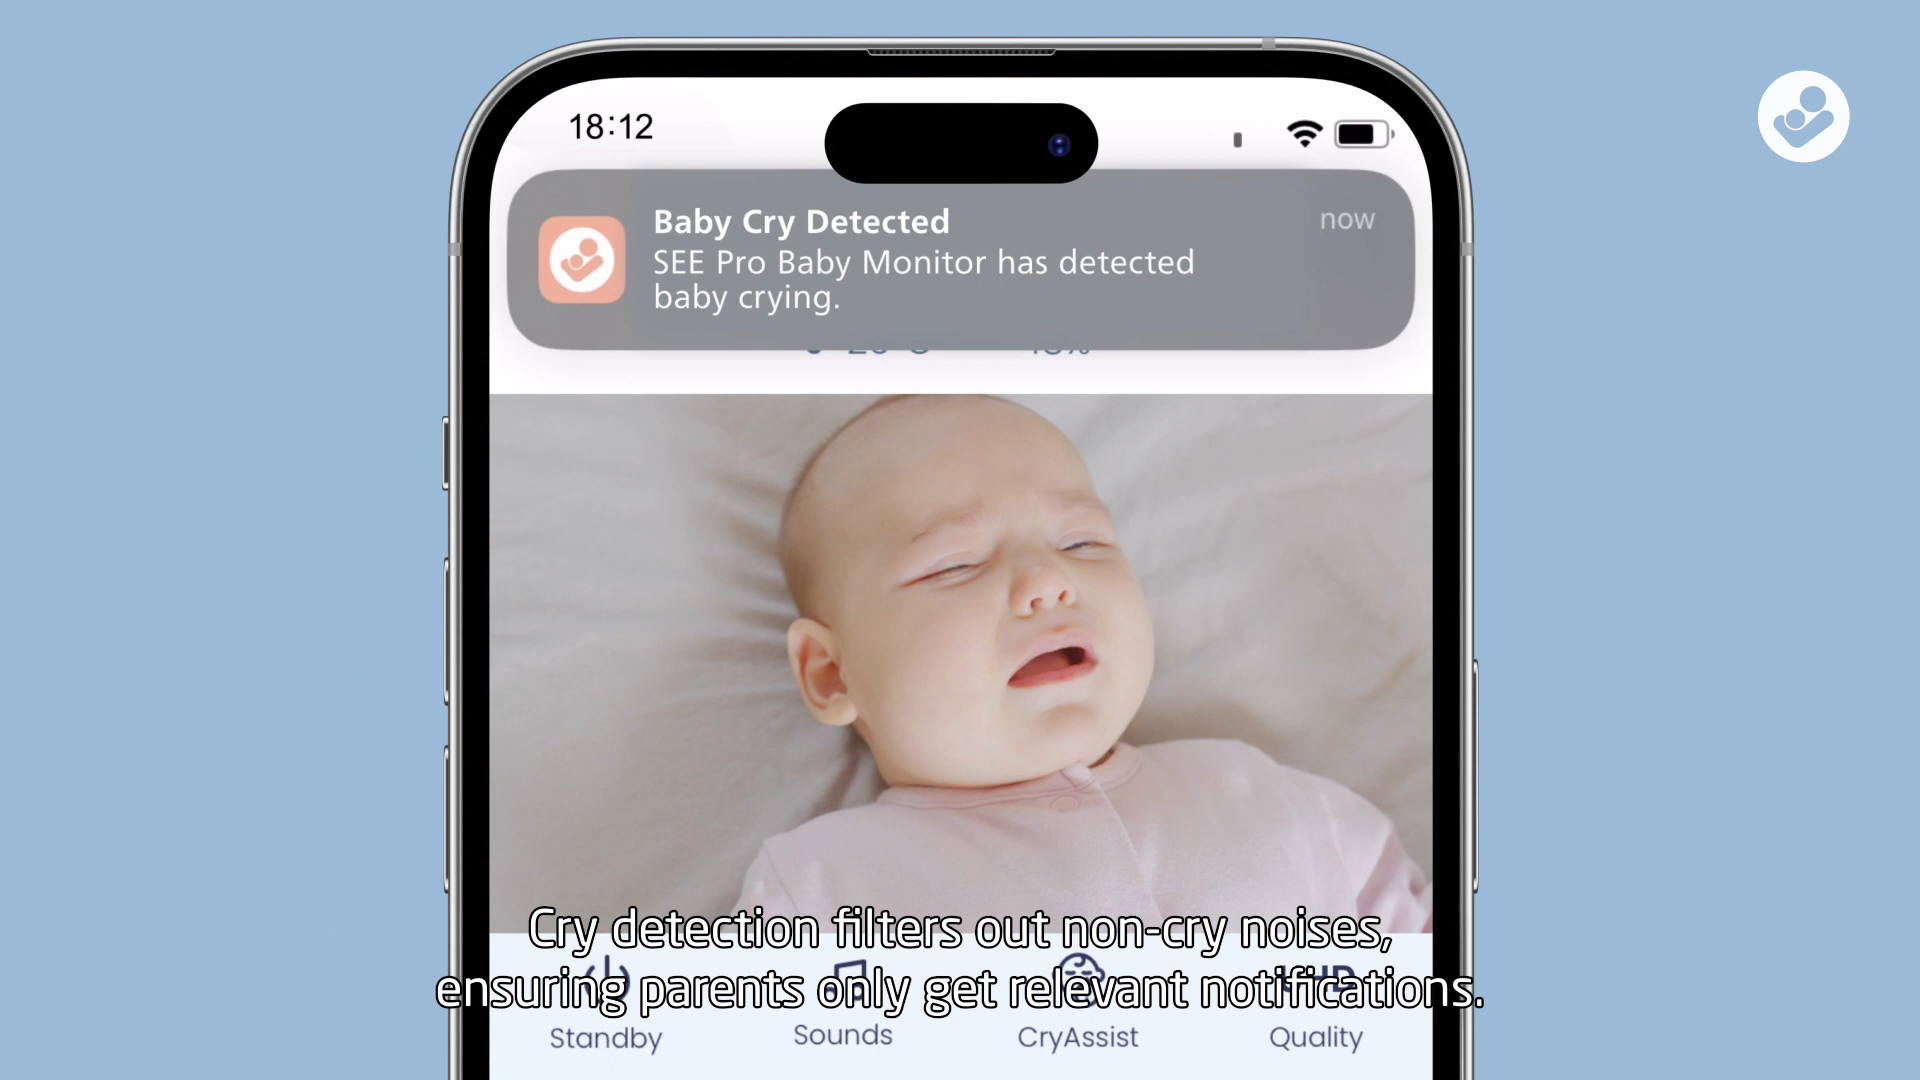 18:12
Baby Cry Detected
now
SEE Pro Baby Monitor has detected
baby crying.
Cry detection filters out non-cry noises,
ensuring parents only get relevant notifications.
Standby
Sounds
CryAssist
Quality